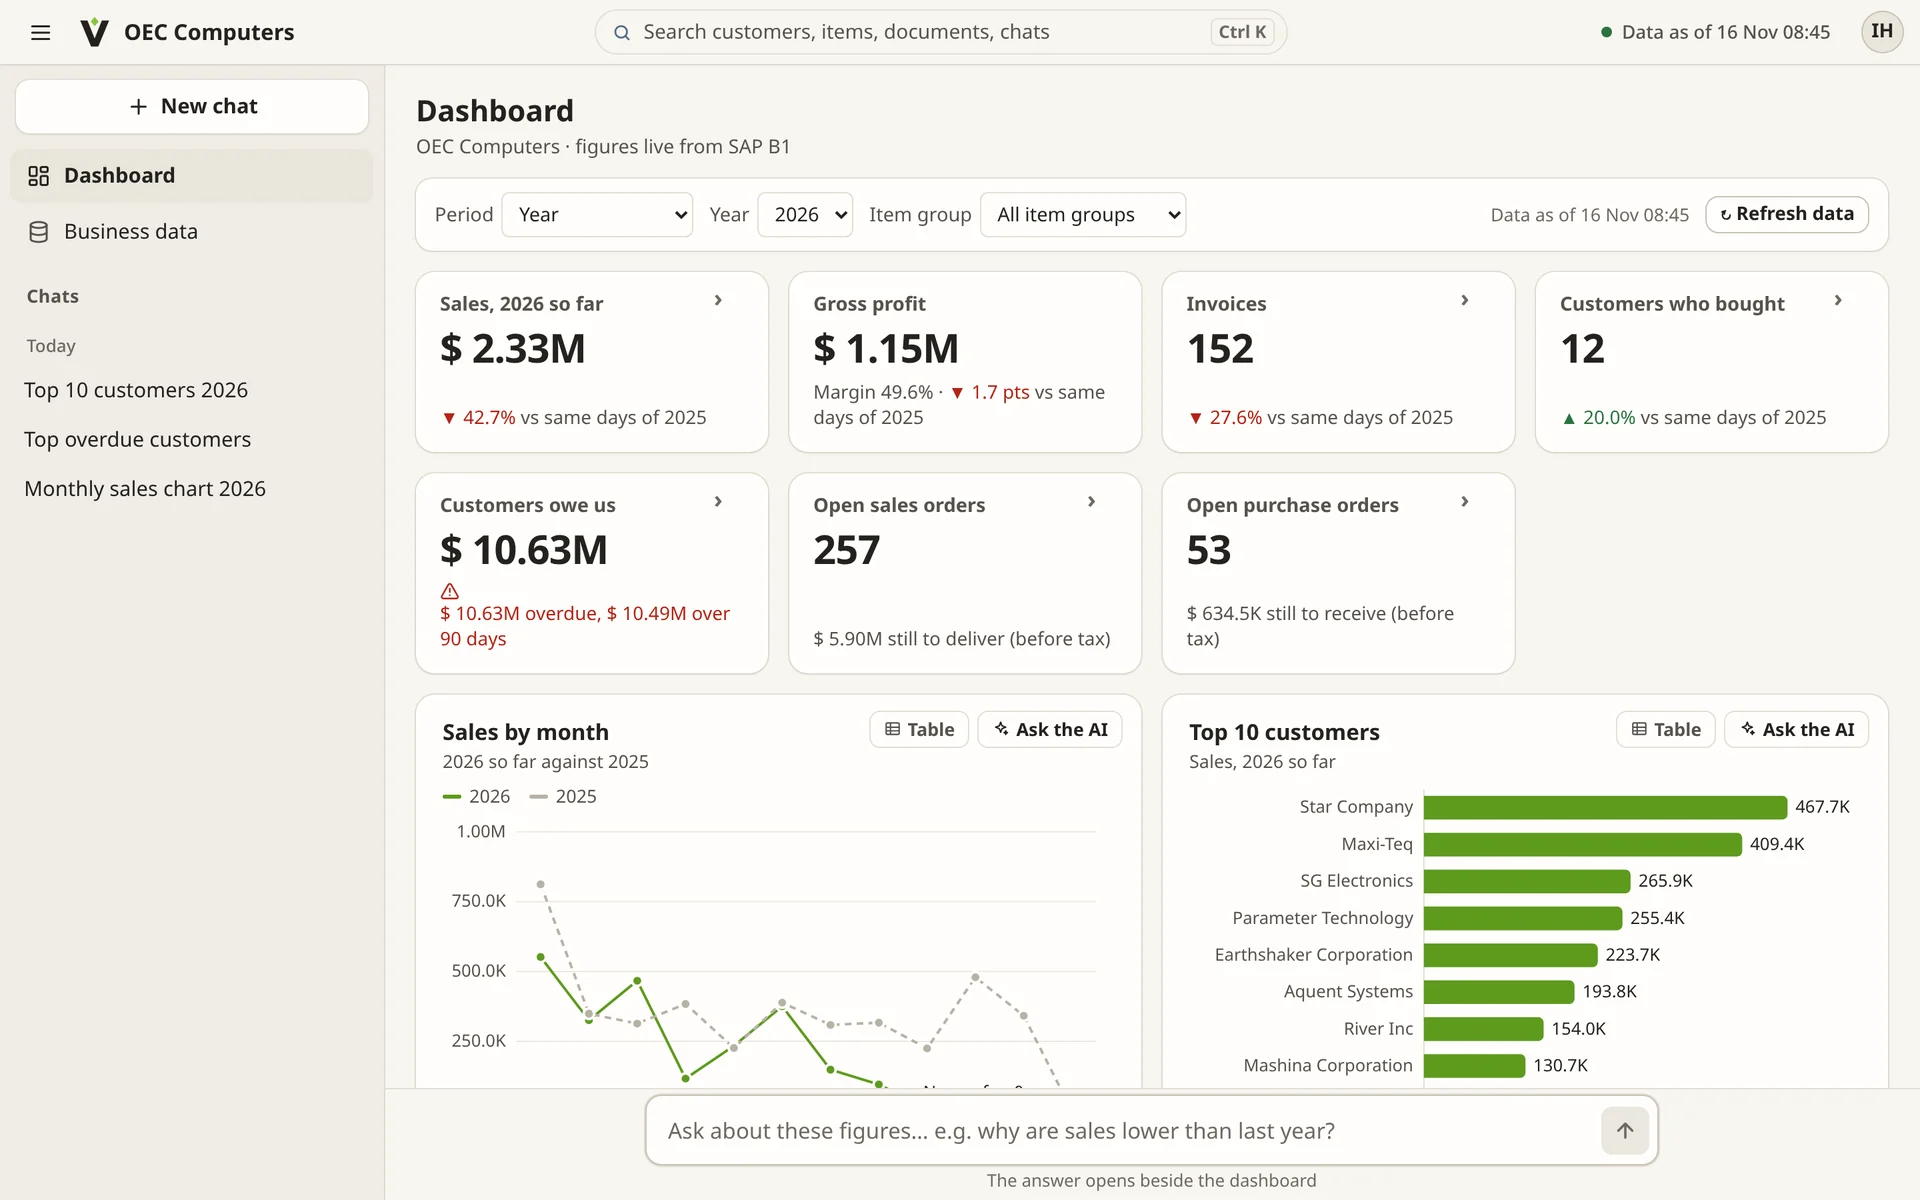 OEC Computers
Search customers, items, documents, chats
Ctrl K
Data as of 16 Nov 08:45
IH
New chat
Dashboard
Business data
Chats
Today
Top 10 customers 2026
Top overdue customers
Monthly sales chart 2026
Dashboard
OEC Computers · figures live from SAP B1
Period
Year
Year
2026
Item group
All item groups
Data as of 16 Nov 08:45
Refresh data
Sales, 2026 so far
$ 2.33M
▼ 42.7% vs same days of 2025
Gross profit
$ 1.15M
Margin 49.6% · ▼ 1.7 pts vs same
days of 2025
Invoices
152
▼ 27.6% vs same days of 2025
Customers who bought
12
▲ 20.0% vs same days of 2025
Customers owe us
$ 10.63M
$ 10.63M overdue, $ 10.49M over
90 days
Open sales orders
257
$ 5.90M still to deliver (before tax)
Open purchase orders
53
$ 634.5K still to receive (before
tax)
Sales by month
Table
Ask the AI
2026 so far against 2025
2026
2025
1.00M
750.0K
500.0K
250.0K
Top 10 customers
Table
Ask the AI
Sales, 2026 so far
Star Company 467.7K
Maxi-Teq 409.4K
SG Electronics 265.9K
Parameter Technology 255.4K
Earthshaker Corporation 223.7K
Aquent Systems 193.8K
River Inc 154.0K
Mashina Corporation 130.7K
Ask about these figures... e.g. why are sales lower than last year?
The answer opens beside the dashboard